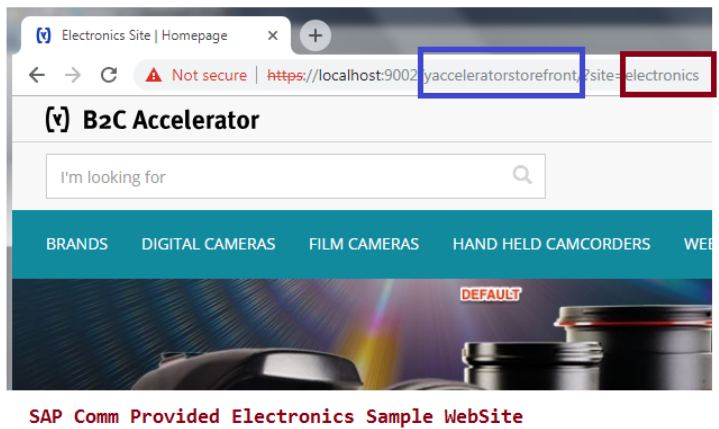 Electronics Site | Homepage
Not secure | https://localhost:9002/yacceleratorstorefront/?site=electronics
B2C Accelerator
I'm looking for
BRANDS DIGITAL CAMERAS FILM CAMERAS HAND HELD CAMCORDERS WEB
DEFAULT
SAP Comm Provided Electronics Sample WebSite